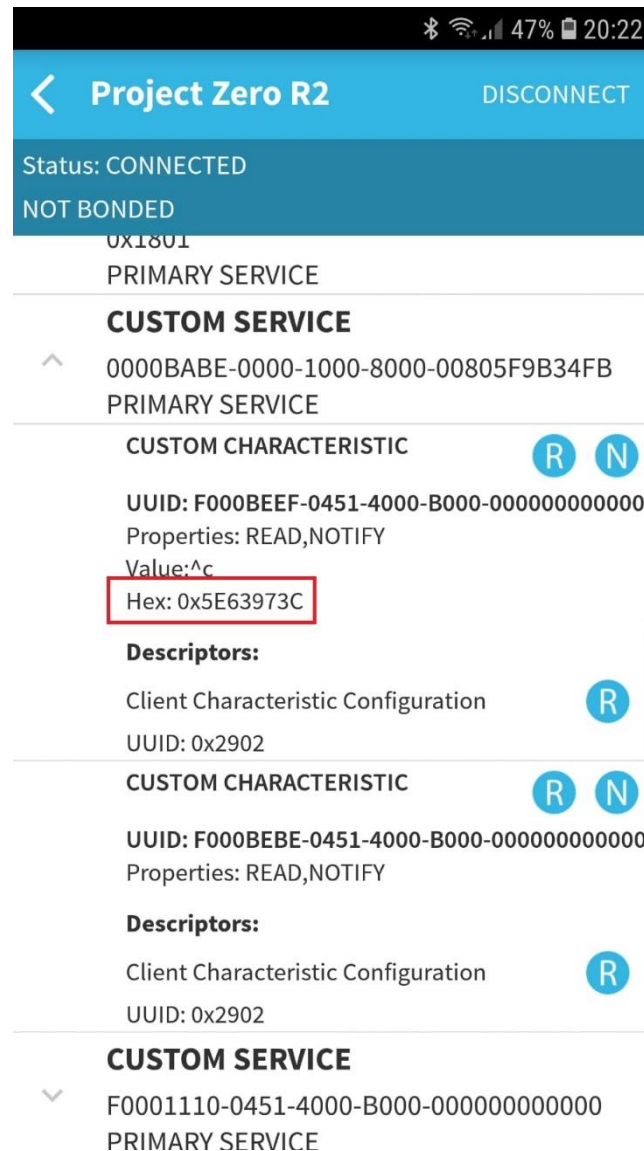 47% 20:22
Project Zero R2 DISCONNECT
Status: CONNECTED
NOT BONDED
0x1801
PRIMARY SERVICE
CUSTOM SERVICE
0000BABE-0000-1000-8000-00805F9B34FB
PRIMARY SERVICE
CUSTOM CHARACTERISTIC R N
UUID: F000BEEF-0451-4000-B000-000000000000
Properties: READ,NOTIFY
Value:^c
Hex: 0x5E63973C
Descriptors:
Client Characteristic Configuration R
UUID: 0x2902
CUSTOM CHARACTERISTIC R N
UUID: F000BEBE-0451-4000-B000-000000000000
Properties: READ,NOTIFY
Descriptors:
Client Characteristic Configuration R
UUID: 0x2902
CUSTOM SERVICE
F0001110-0451-4000-B000-000000000000
PRIMARY SERVICE